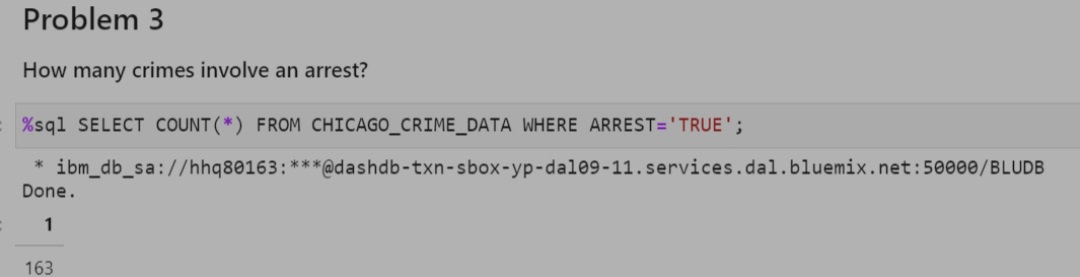 Problem 3
How many crimes involve an arrest?
%sql SELECT COUNT(*) FROM CHICAGO_CRIME_DATA WHERE ARREST='TRUE';
* ibm_db_sa://hhq80163:***@dashdb-txn-sbox-yp-dal09-11.services.dal.bluemix.net:50000/BLUDB
Done.
1
163